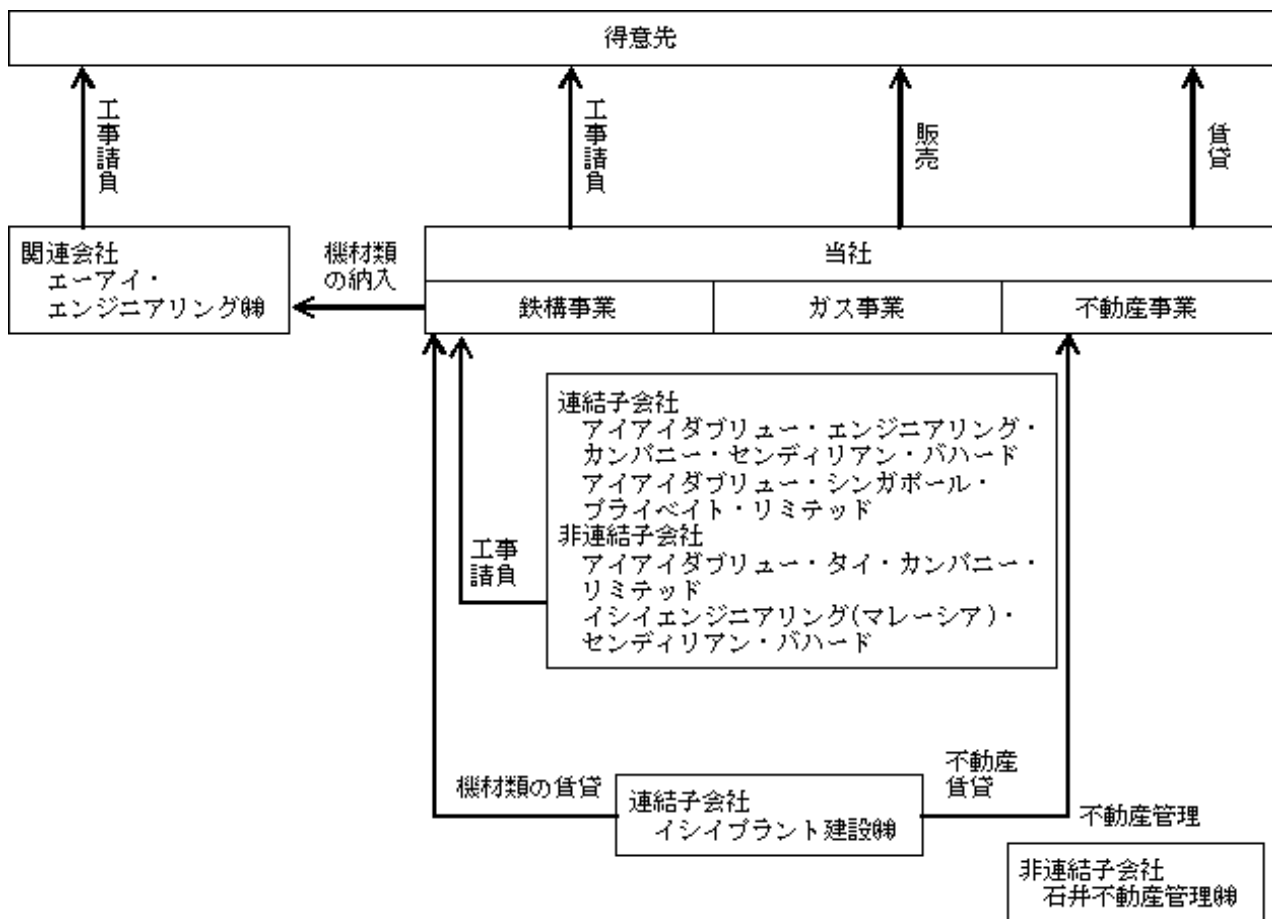 得意先
工事請負
工事請負
販売
賃貸
関連会社
エーアイ・
エンジニアリング㈱
機材類
の納入
当社
鉄構事業
ガス事業
不動産事業
連結子会社
アイアイダブリュー・エンジニアリング・
カンパニー・センディリアン・バハード
アイアイダブリュー・シンガポール・
プライベイト・リミテッド
非連結子会社
アイアイダブリュー・タイ・カンパニー・
リミテッド
イシイエンジニアリング(マレーシア)・
センディリアン・バハード
工事
請負
機材類の賃貸
連結子会社
イシイプラント建設㈱
不動産
賃貸
不動産管理
非連結子会社
石井不動産管理㈱